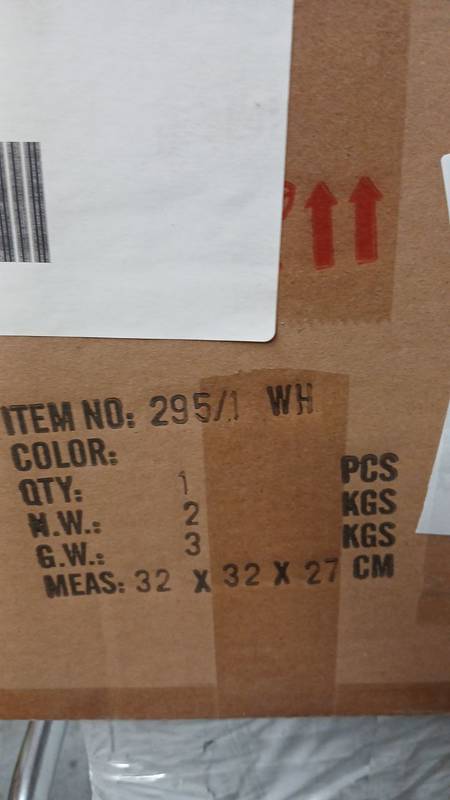 ITEM NO: 295/1 WH
COLOR:
QTY: 1 PCS
N.W.: 2 KGS
G.W.: 3 KGS
MEAS: 32 X 32 X 27 CM